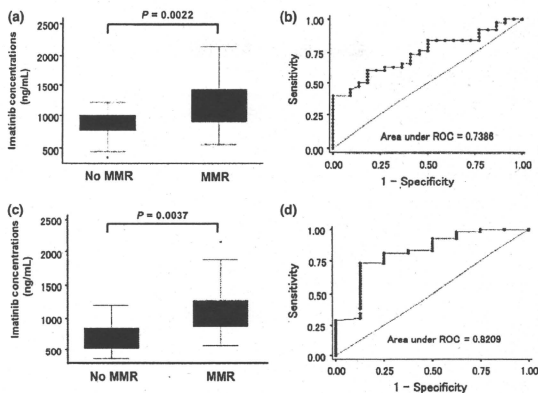 (a)
P = 0.0022
2500
2000
1500
1000
500
Imatinib concentrations
(ng/mL)
No MMR
MMR
(b)
1.00
0.75
0.50
0.25
0.00
Sensitivity
Area under ROC = 0.7386
0.00
0.25
0.50
0.75
1.00
1 − Specificity
(c)
P = 0.0037
2500
2000
1500
1000
500
Imatinib concentrations
(ng/mL)
No MMR
MMR
(d)
1.00
0.75
0.50
0.25
0.00
Sensitivity
Area under ROC = 0.8209
0.00
0.25
0.50
0.75
1.00
1 − Specificity